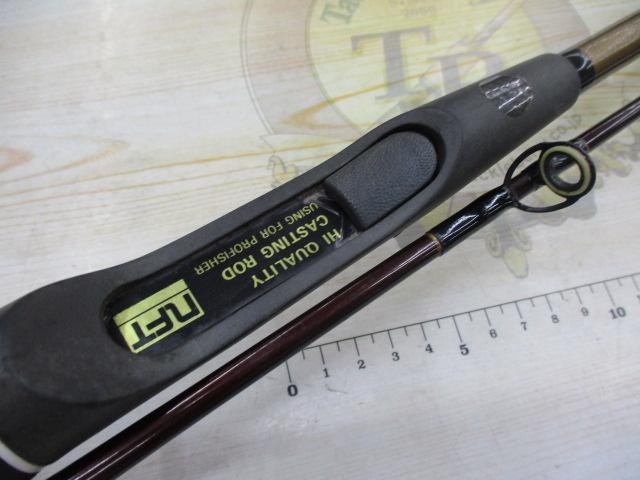 NFT
HI QUALITY
CASTING ROD
USING FOR PROFISHER
0 1 2 3 4 5 6 7 8 9 10